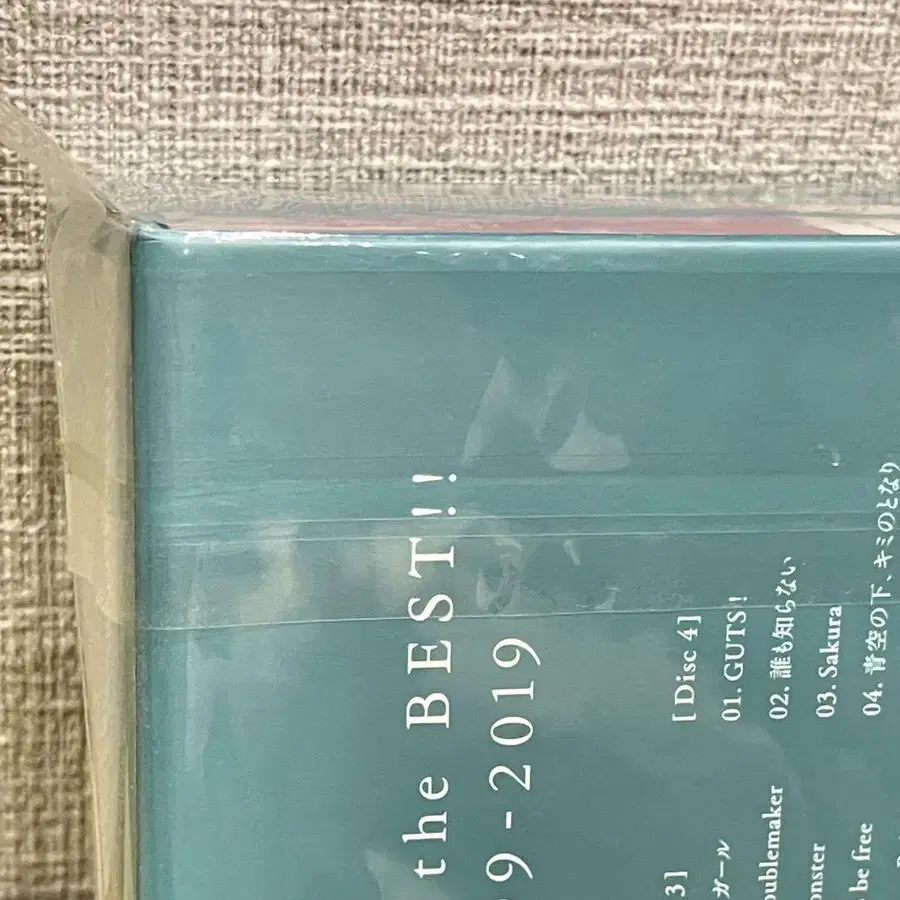 the BEST!!
9-2019
3]
ガール
oublemaker
onster
be free
[Disc 4]
01. GUTS!
02. 誰も知らない
03. Sakura
04. 青空の下、キミのとなり